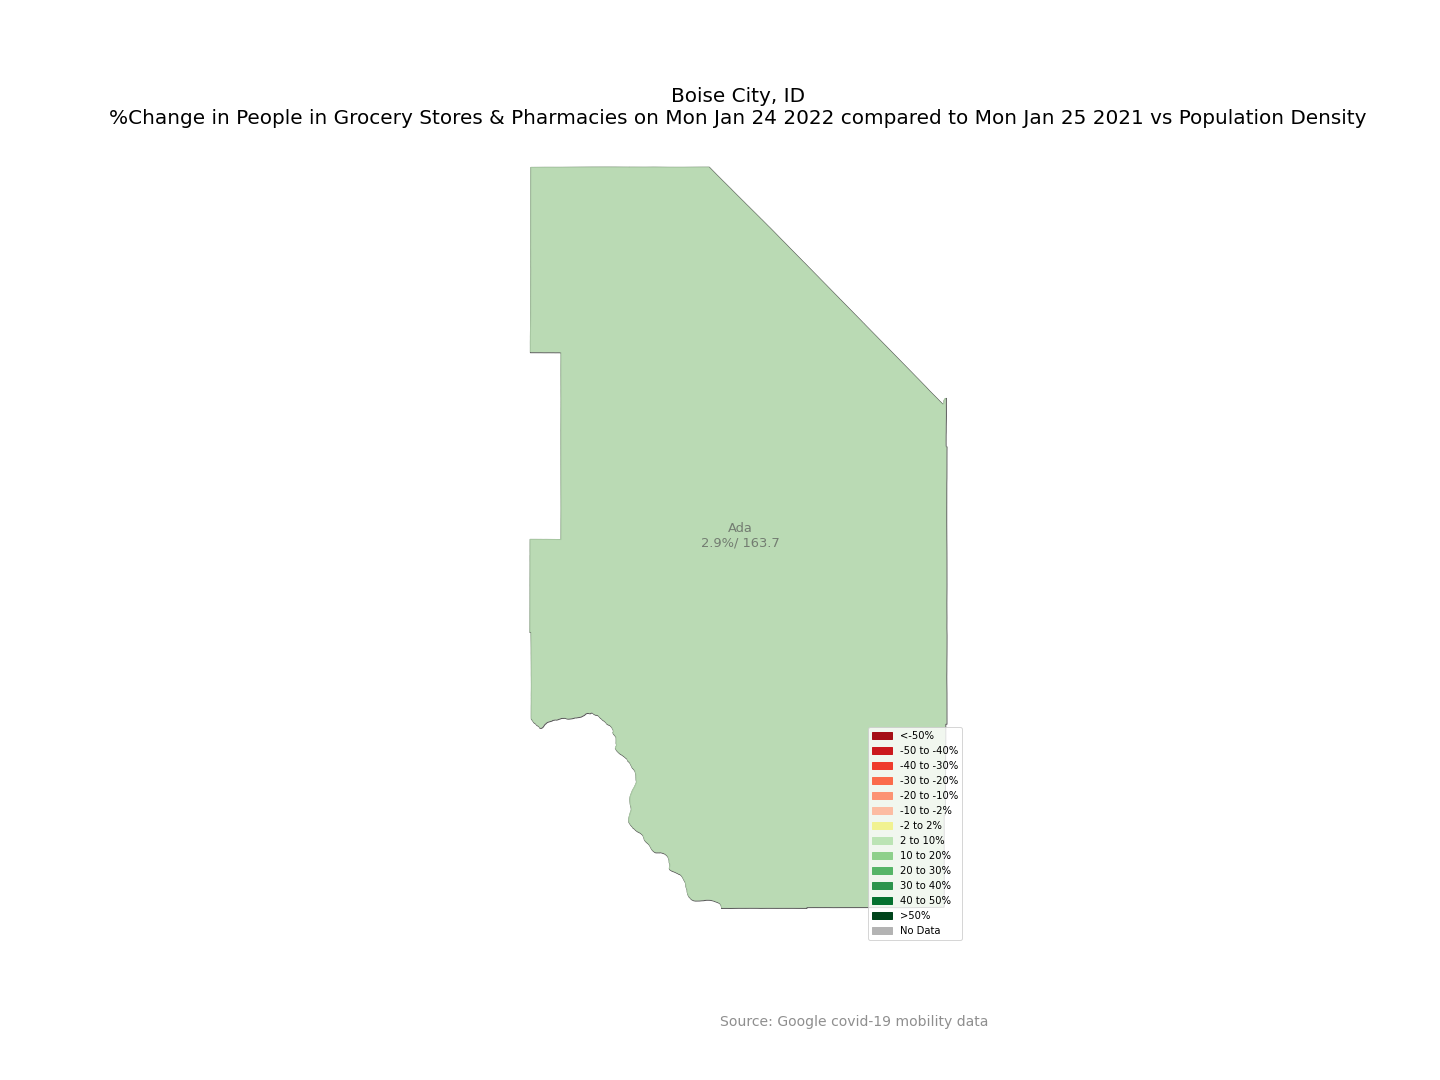 Boise City, ID
%Change in People in Grocery Stores & Pharmacies on Mon Jan 24 2022 compared to Mon Jan 25 2021 vs Population Density
Ada
2.9%/ 163.7
<-50%
-50 to -40%
-40 to -30%
-30 to -20%
-20 to -10%
-10 to -2%
-2 to 2%
2 to 10%
10 to 20%
20 to 30%
30 to 40%
40 to 50%
>50%
No Data
Source: Google covid-19 mobility data